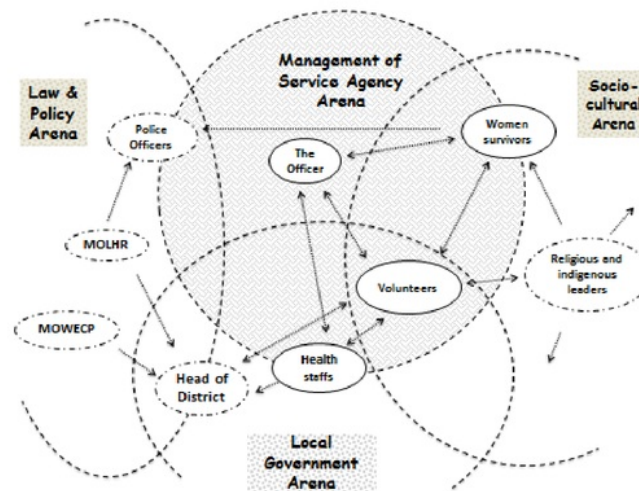 Management of
Service Agency
Arena
Law &
Policy
Arena
Socio-
cultural
Arena
Police
Officers
Women
survivors
The
Officer
MOLHR
Religious and
indigenous
leaders
Volunteers
MOWECP
Health
staffs
Head of
District
Local
Government
Arena